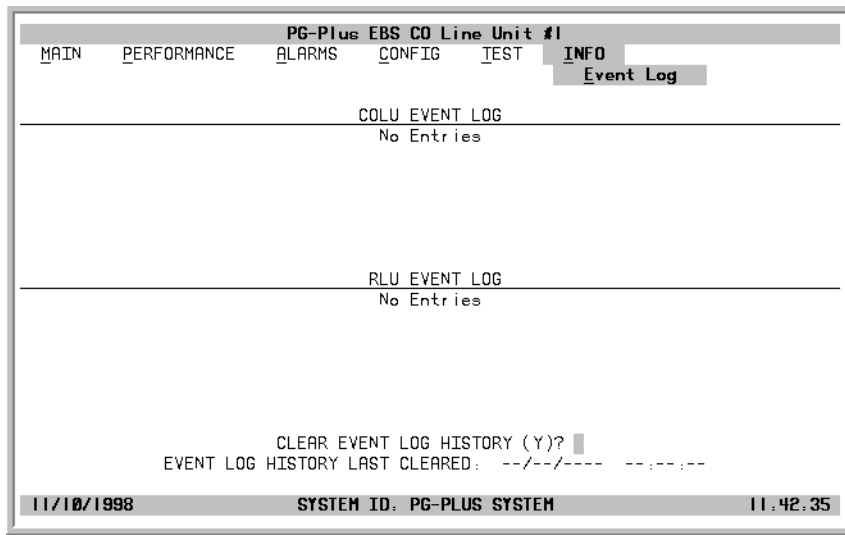 PG-Plus EBS CO Line Unit #1
MAIN PERFORMANCE ALARMS CONFIG TEST INFO
Event Log
COLU EVENT LOG
No Entries
RLU EVENT LOG
No Entries
CLEAR EVENT LOG HISTORY (Y)?
EVENT LOG HISTORY LAST CLEARED: --/--/---- --:--:--
11/10/1998 SYSTEM ID: PG-PLUS SYSTEM 11:42:35